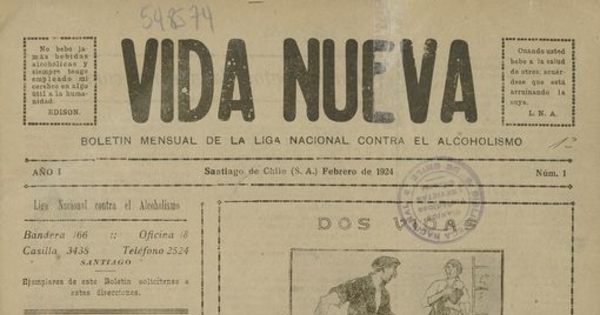 548574
No bebo ja-
más bebidas
alcohólicas y
siempre tengo
empleado mi
cerebro en algo
útil a la huma-
nidad.
EDISON.
VIDA NUEVA
Cuando usted
bebe a la salud
de otros, acuér-
dese que está
arruinando la
suya.
L. N. A.
BOLETIN MENSUAL DE LA LIGA NACIONAL CONTRA EL ALCOHOLISMO
AÑO I
Santiago de Chile (S. A.) Febrero de 1924
Núm. 1
Liga Nacional contra el Alcoholismo
Bandera 166 :: Oficina 18
Casilla 3438 Teléfono 2524
SANTIAGO
Ejemplares de este Boletín solicítense a
estas direcciones.
DOS VIDAS